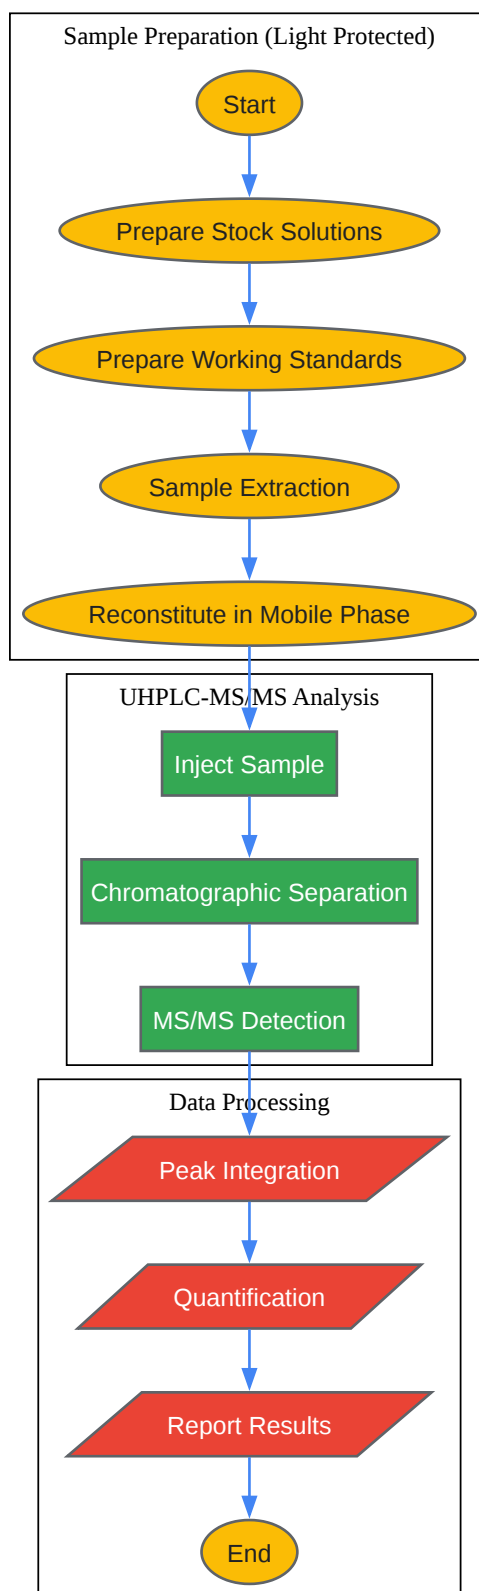 Sample Preparation (Light Protected)
Start
Prepare Stock Solutions
Prepare Working Standards
Sample Extraction
Reconstitute in Mobile Phase
UHPLC-MS/MS Analysis
Inject Sample
Chromatographic Separation
MS/MS Detection
Data Processing
Peak Integration
Quantification
Report Results
End